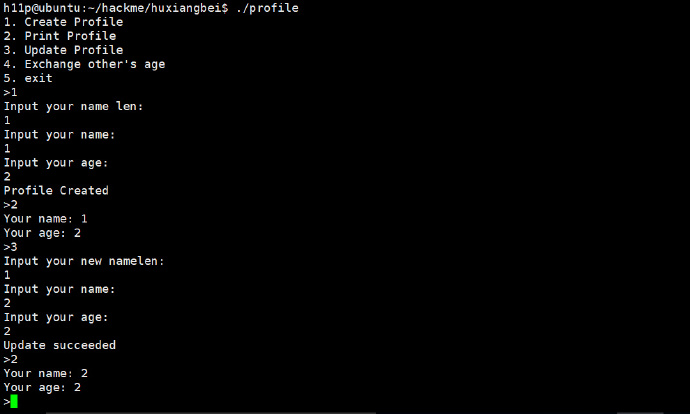 h11p@ubuntu:~/hackme/huxiangbei$ ./profile
1. Create Profile
2. Print Profile
3. Update Profile
4. Exchange other's age
5. exit
>1
Input your name len:
1
Input your name:
1
Input your age:
2
Profile Created
>2
Your name: 1
Your age: 2
>3
Input your new namelen:
1
Input your name:
2
Input your age:
2
Update succeeded
>2
Your name: 2
Your age: 2
>